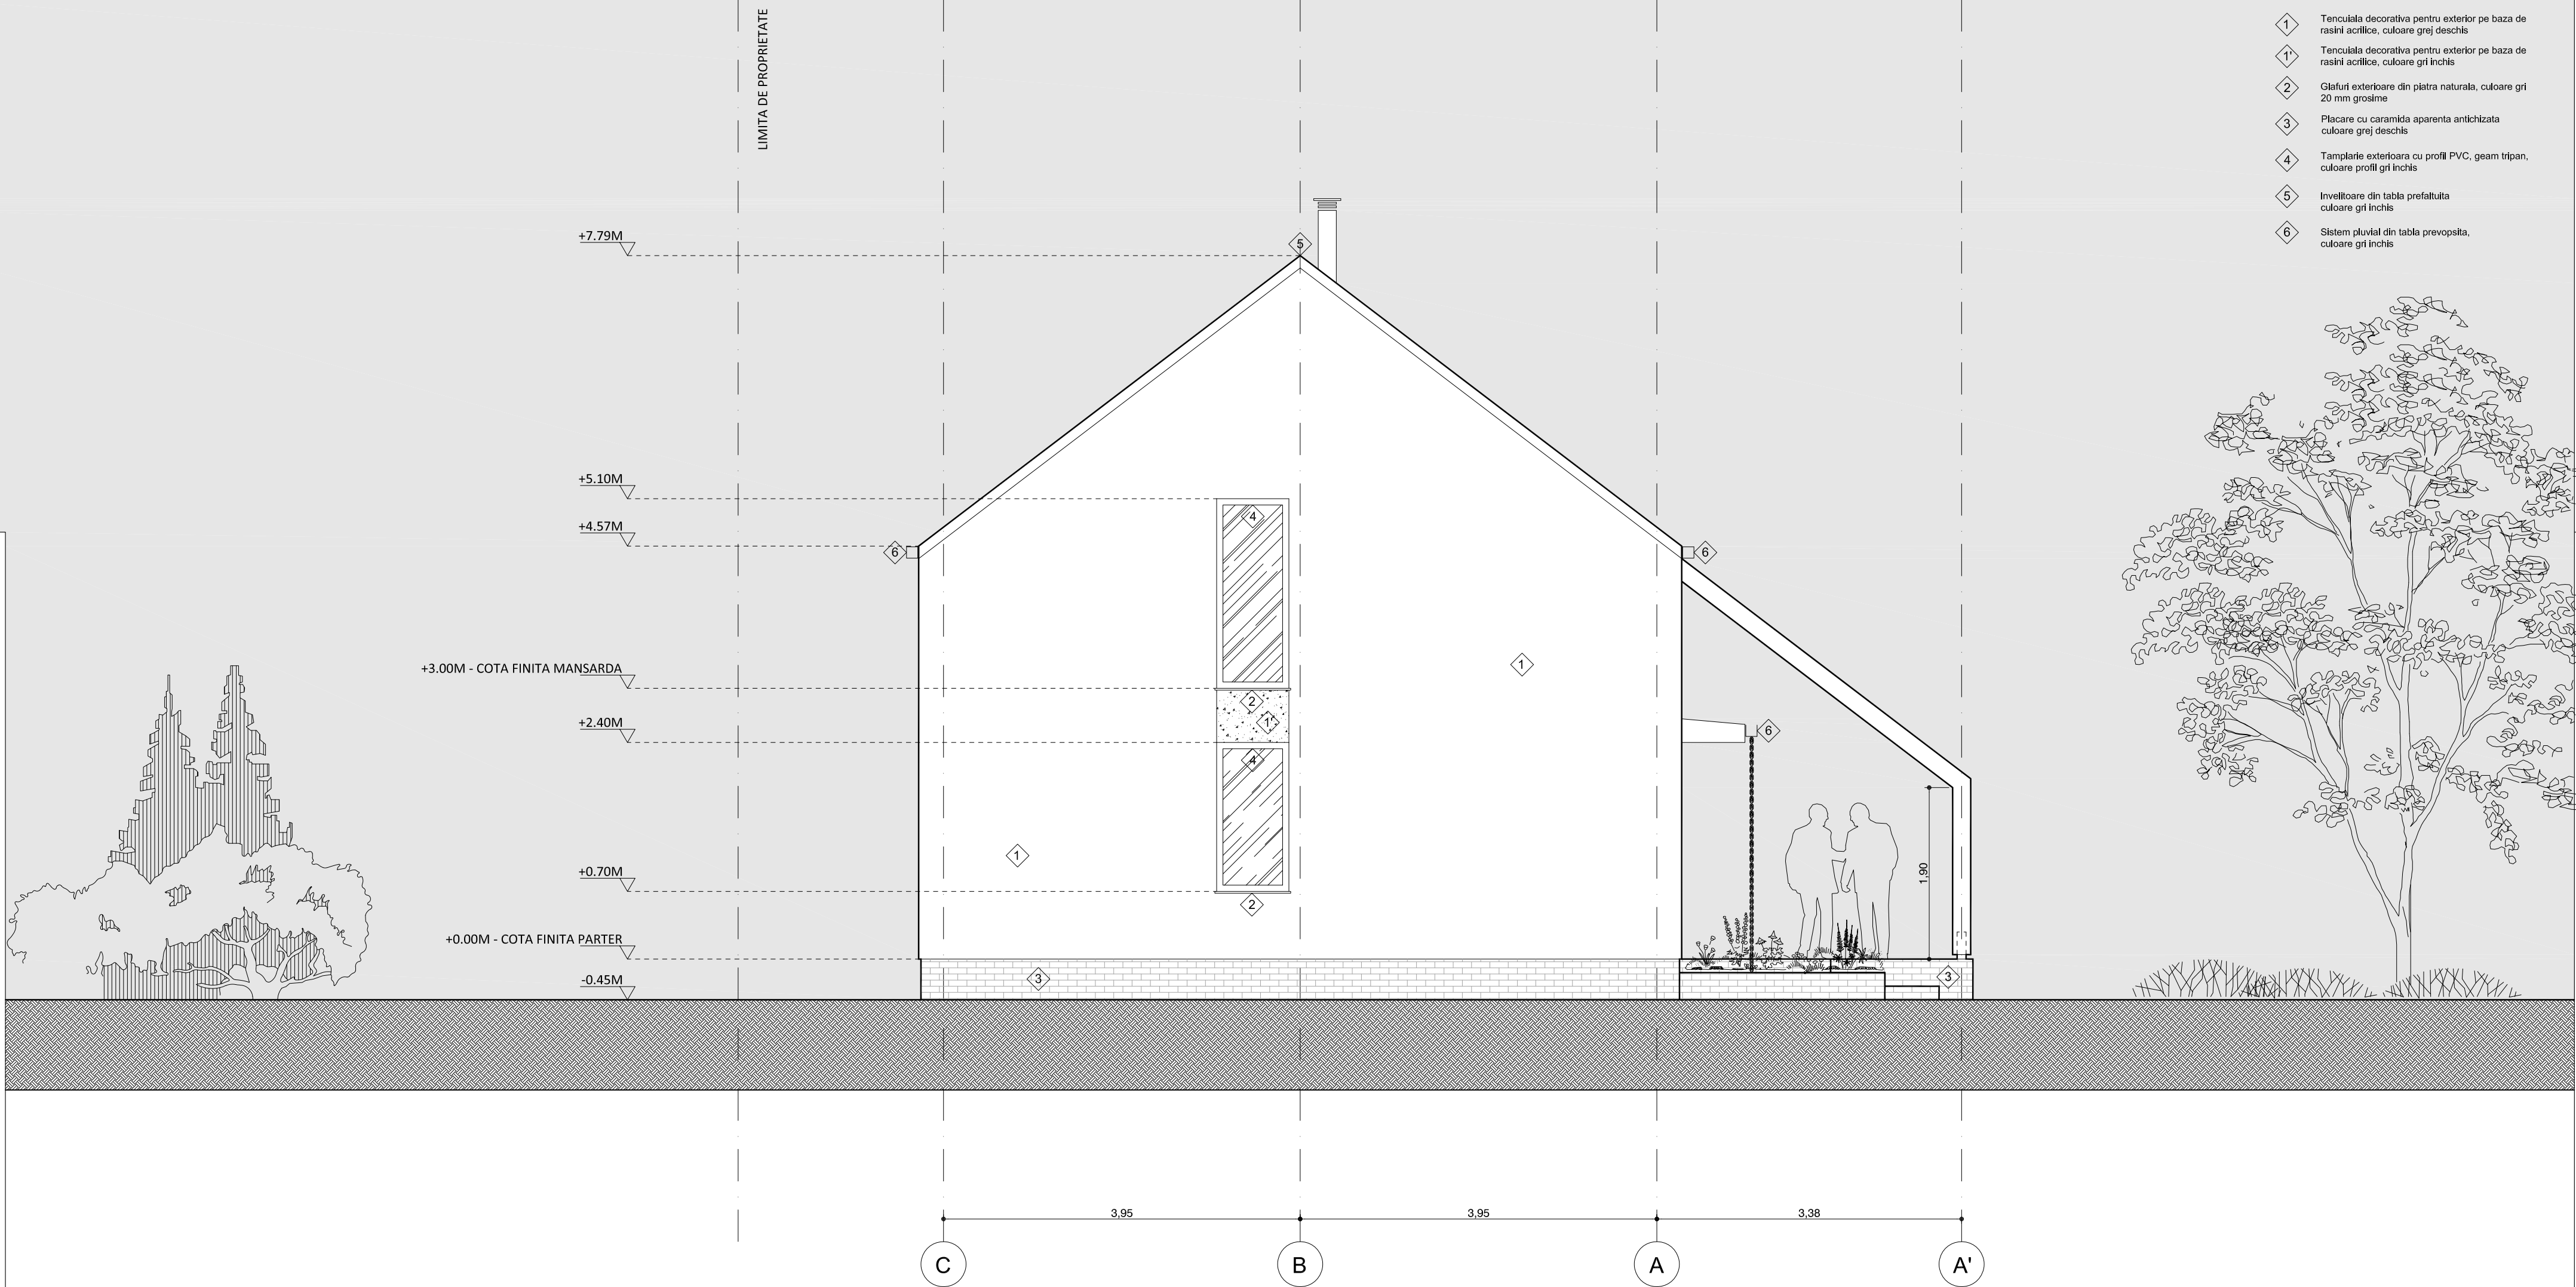 LIMITA DE PROPRIETATE
1 Tencuiala decorativa pentru exterior pe baza de
rasini acrilice, culoare grej deschis
1' Tencuiala decorativa pentru exterior pe baza de
rasini acrilice, culoare gri inchis
2 Glafuri exterioare din piatra naturala, culoare gri
20 mm grosime
3 Placare cu caramida aparenta antichizata
culoare grej deschis
4 Tamplarie exterioara cu profil PVC, geam tripan,
culoare profil gri inchis
5 Invelitoare din tabla prefaltuita
culoare gri inchis
6 Sistem pluvial din tabla prevopsita,
culoare gri inchis
+7.79M
5
+5.10M
4
+4.57M
6
6
+3.00M - COTA FINITA MANSARDA
1
2
1'
+2.40M
6
4
1
+0.70M
1,90
2
+0.00M - COTA FINITA PARTER
3
3
-0.45M
3,95
3,95
3,38
C
B
A
A'